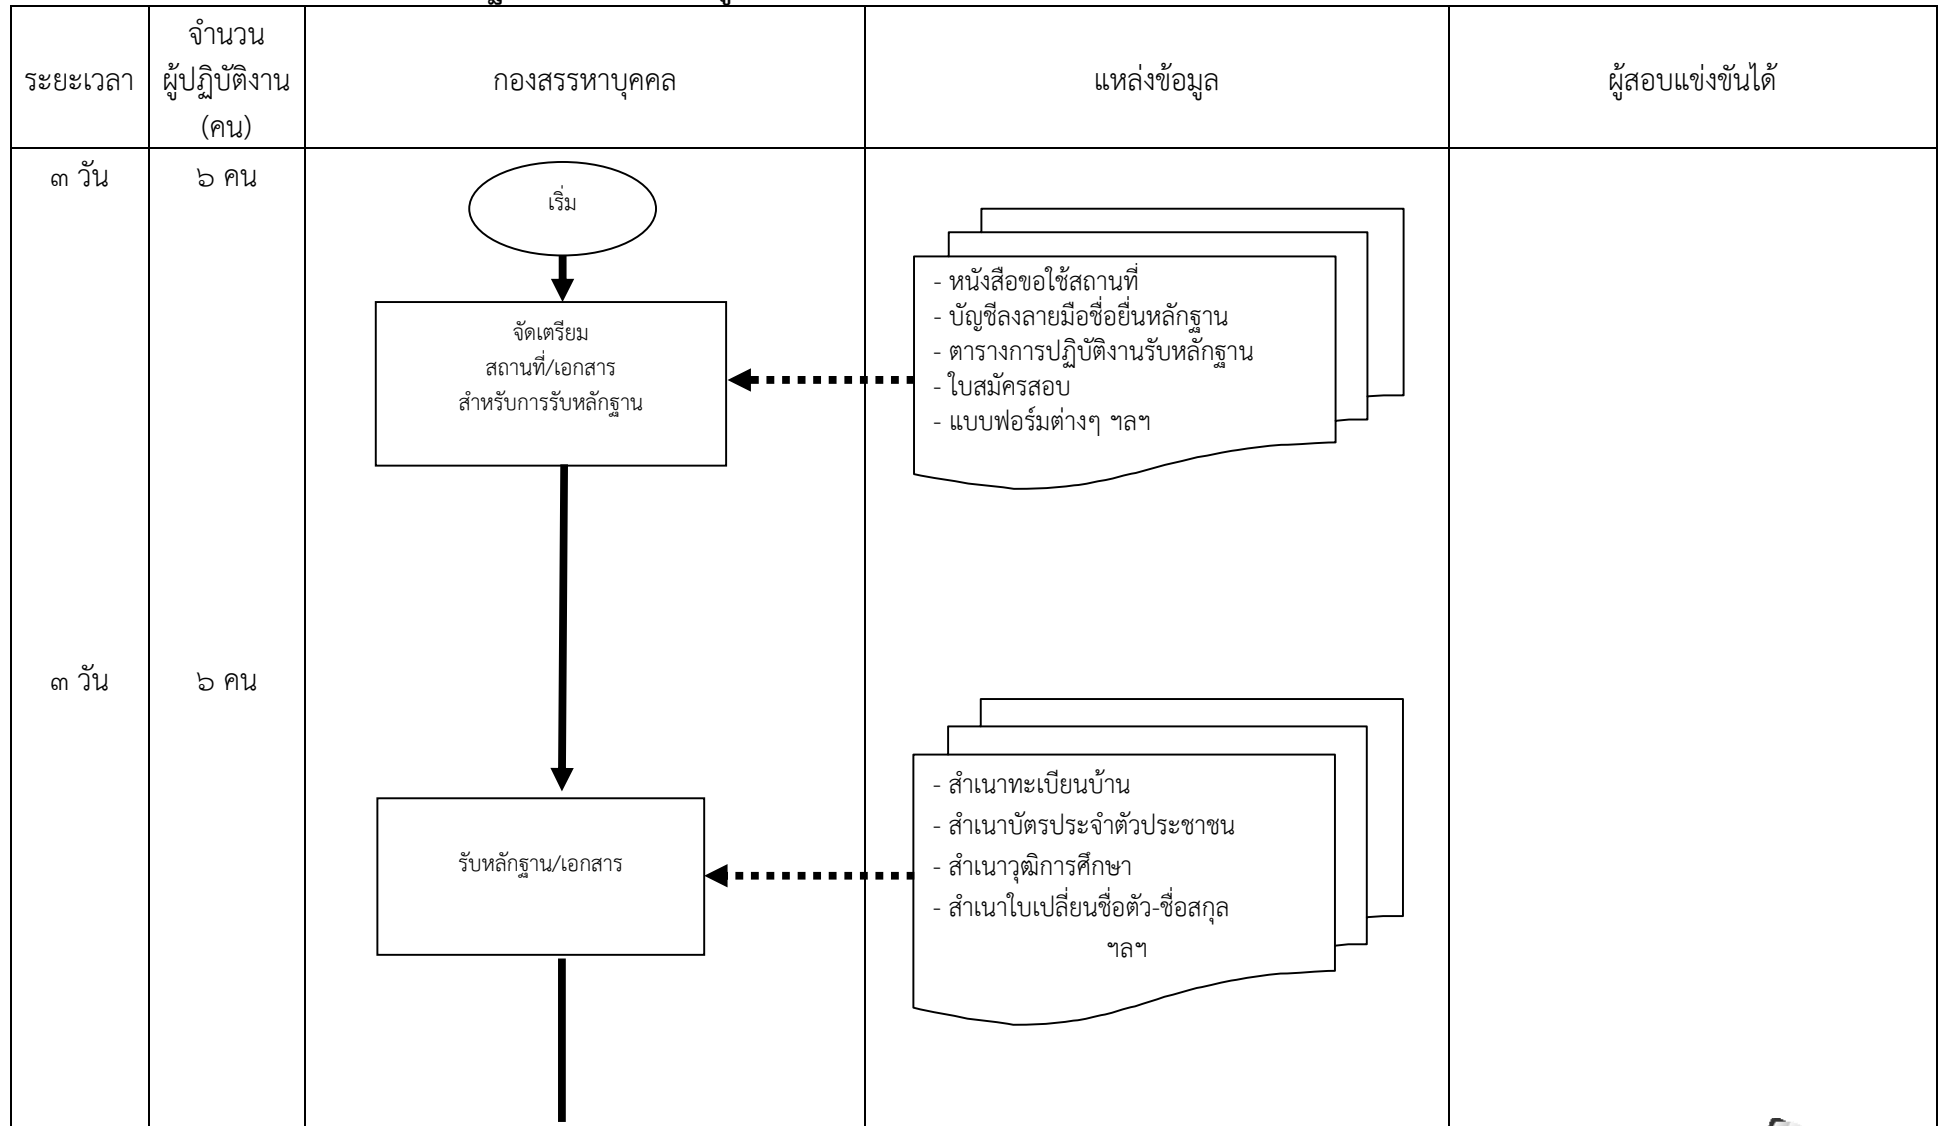 ระยะเวลา
จำนวน
ผู้ปฏิบัติงาน
(คน)
กองสรรหาบุคคล
แหล่งข้อมูล
ผู้สอบแข่งขันได้
๓ วัน
๖ คน
เริ่ม
จัดเตรียม
สถานที่/เอกสาร
สำหรับการรับหลักฐาน
- หนังสือขอใช้สถานที่
- บัญชีลงลายมือชื่อยื่นหลักฐาน
- ตารางการปฏิบัติงานรับหลักฐาน
- ใบสมัครสอบ
- แบบฟอร์มต่างๆ ฯลฯ
๓ วัน
๖ คน
รับหลักฐาน/เอกสาร
- สำเนาทะเบียนบ้าน
- สำเนาบัตรประจำตัวประชาชน
- สำเนาวุฒิการศึกษา
- สำเนาใบเปลี่ยนชื่อตัว-ชื่อสกุล
ฯลฯ